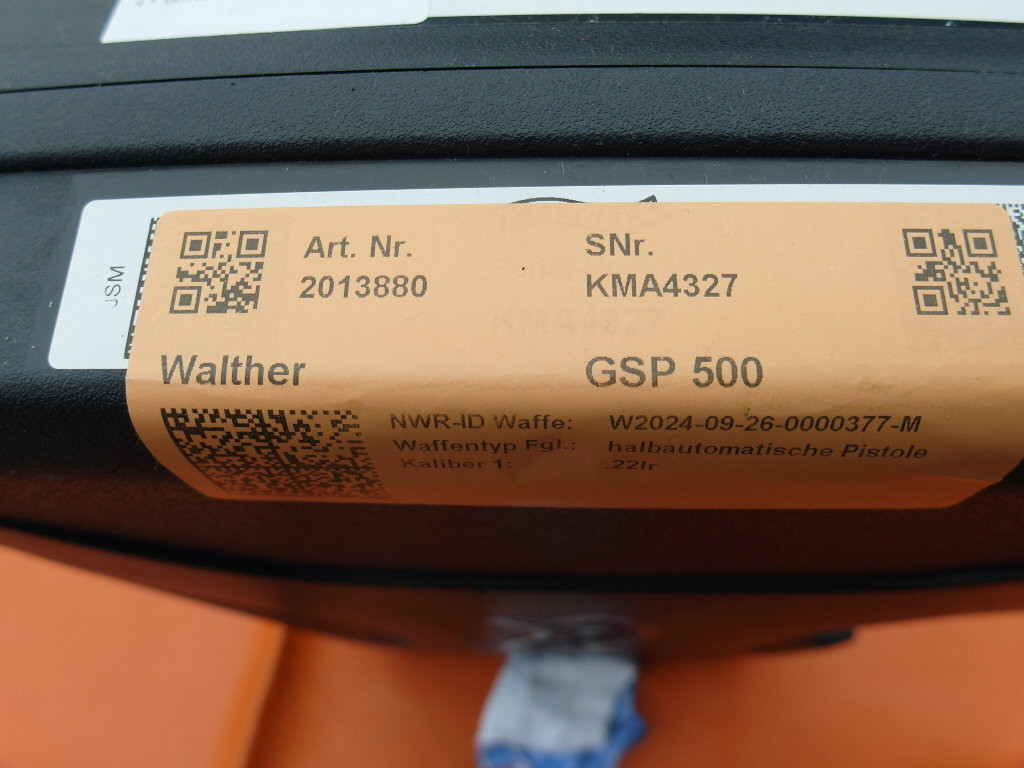 JSM
Art. Nr. SNr.
2013880 KMA4327
Walther GSP 500
NWR-ID Waffe: W2024-09-26-0000377-M
Waffentyp Fgl.: halbautomatische Pistole
Kaliber 1: .22lr